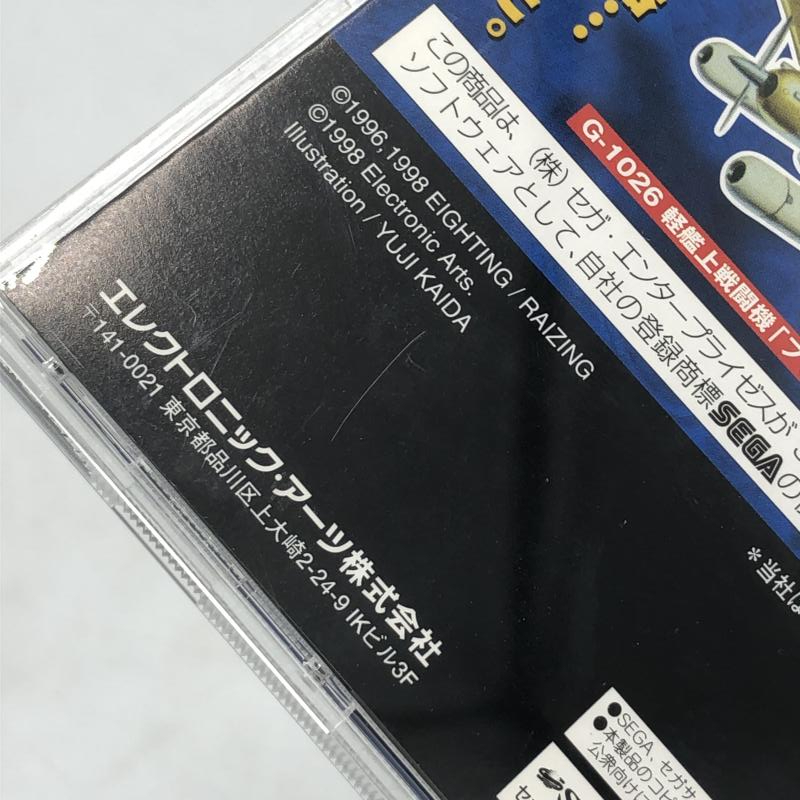 この商品は、(株)セガ・エンタープライゼスが
ソフトウェアとして、自社の登録商標SEGAの
G-1026 軽艦上戦闘機「ブ
©1996,1998 EIGHTING / RAIZING
©1998 Electronic Arts.
Illustration / YUJI KAIDA
エレクトロニック・アーツ株式会社
〒141-0021 東京都品川区上大崎2-24-9 IKビル3F
*当社は
●SEGA、セガサ
●本製品のコピ
公衆向けに